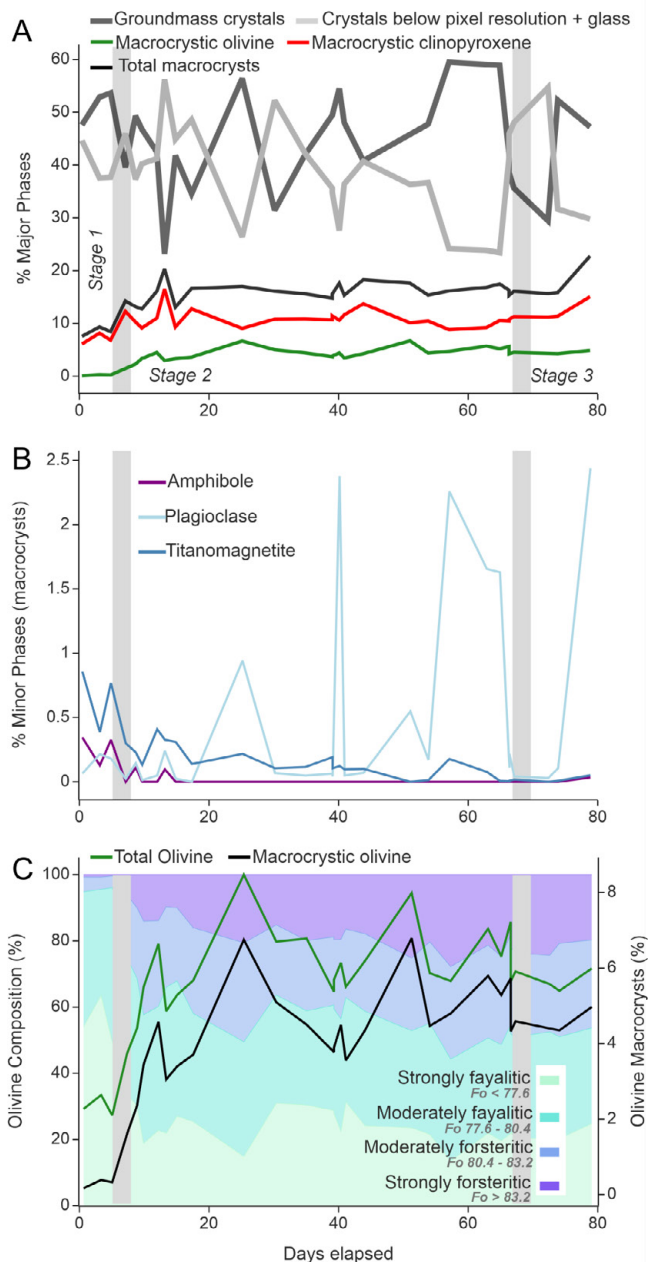 A
Groundmass crystals
Crystals below pixel resolution + glass
Macrocrystic olivine
Macrocrystic clinopyroxene
Total macrocrysts
60
50
40
30
20
10
0
% Major Phases
Stage 1
Stage 2
Stage 3
0 20 40 60 80
B
2.5
2
1.5
1
0.5
0
% Minor Phases (macrocrysts)
Amphibole
Plagioclase
Titanomagnetite
0 20 40 60 80
C
Total Olivine
Macrocrystic olivine
100
80
60
40
20
0
Olivine Composition (%)
8
6
4
2
0
Olivine Macrocrysts (%)
Strongly fayalitic
Fo < 77.6
Moderately fayalitic
Fo 77.6 - 80.4
Moderately forsteritic
Fo 80.4 - 83.2
Strongly forsteritic
Fo > 83.2
0 20 40 60 80
Days elapsed